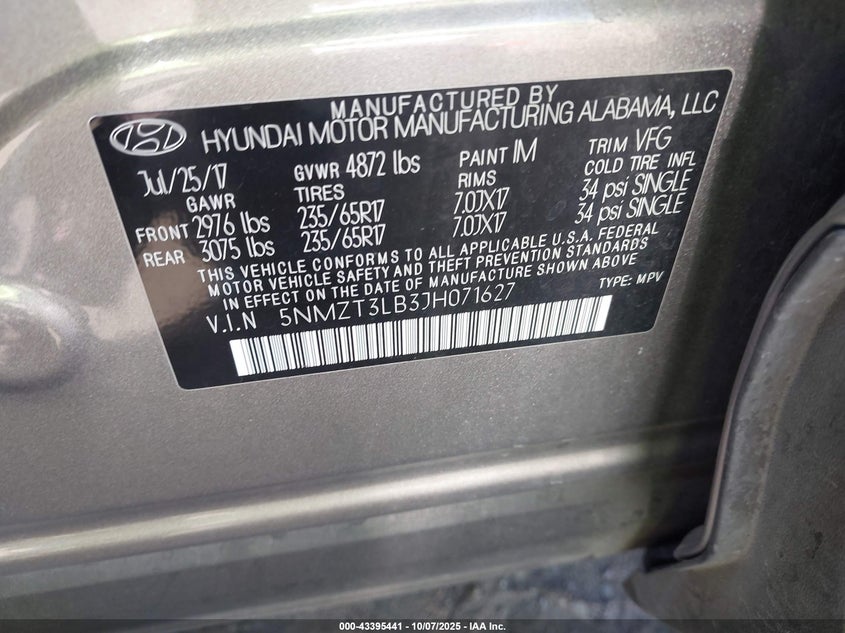 MANUFACTURED BY
HYUNDAI MOTOR MANUFACTURING ALABAMA, LLC
Jul/25/17 GVWR 4872 lbs PAINT IM TRIM VFG
GAWR TIRES RIMS COLD TIRE INFL
FRONT 2976 lbs 235/65R17 7.0JX17 34 psi SINGLE
REAR 3075 lbs 235/65R17 7.0JX17 34 psi SINGLE
THIS VEHICLE CONFORMS TO ALL APPLICABLE U.S.A. FEDERAL
MOTOR VEHICLE SAFETY AND THEFT PREVENTION STANDARDS
IN EFFECT ON THE DATE OF MANUFACTURE SHOWN ABOVE
V.I.N 5NMZT3LB3JH071627 TYPE: MPV
000-43395441 | 10/07/2025 - IAA Inc.